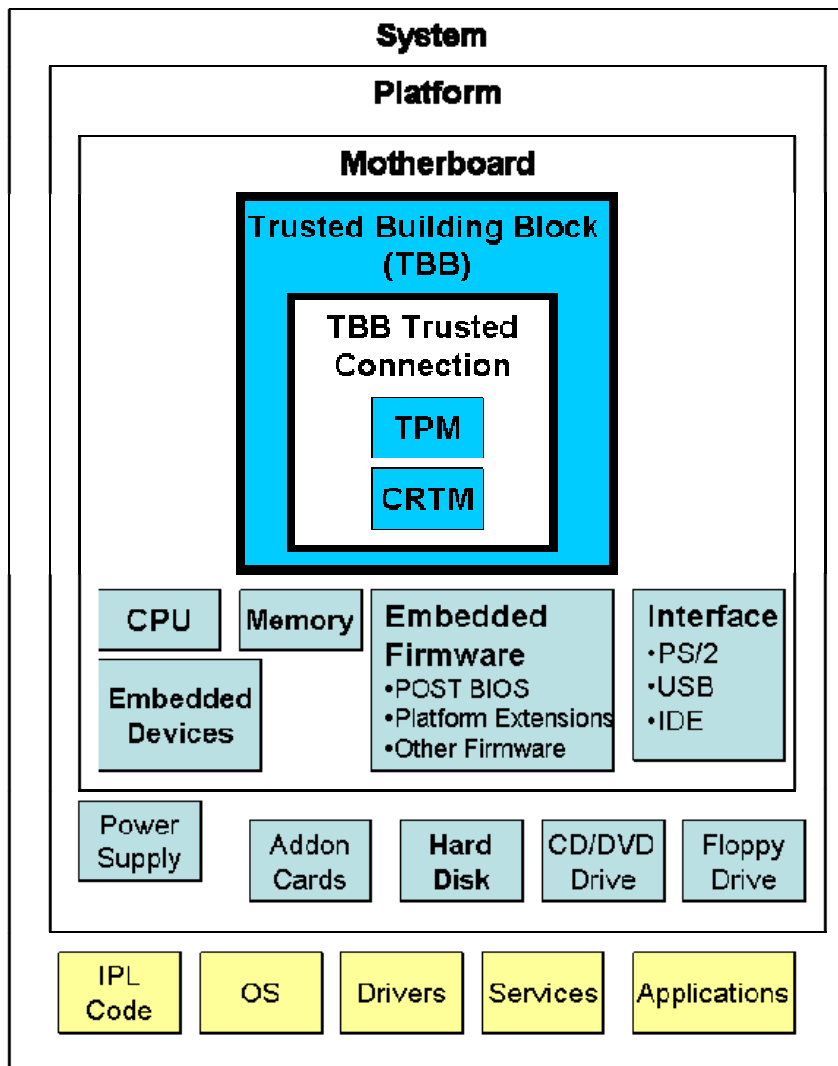 System
Platform
Motherboard
Trusted Building Block
(TBB)
TBB Trusted
Connection
TPM
CRTM
CPU
Memory
Embedded
Firmware
•POST BIOS
•Platform Extensions
•Other Firmware
Interface
•PS/2
•USB
•IDE
Embedded
Devices
Power
Supply
Addon
Cards
Hard
Disk
CD/DVD
Drive
Floppy
Drive
IPL
Code
OS
Drivers
Services
Applications